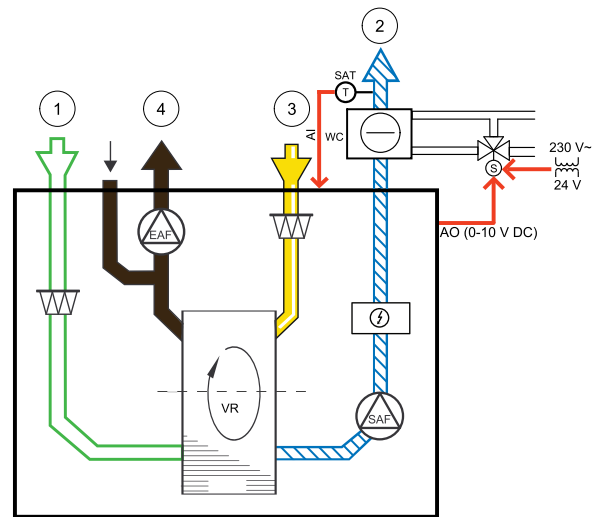 2
SAT
T
1
4
3
AI
WC
230 V~
S
24 V
EAF
AO (0-10 V DC)
VR
SAF